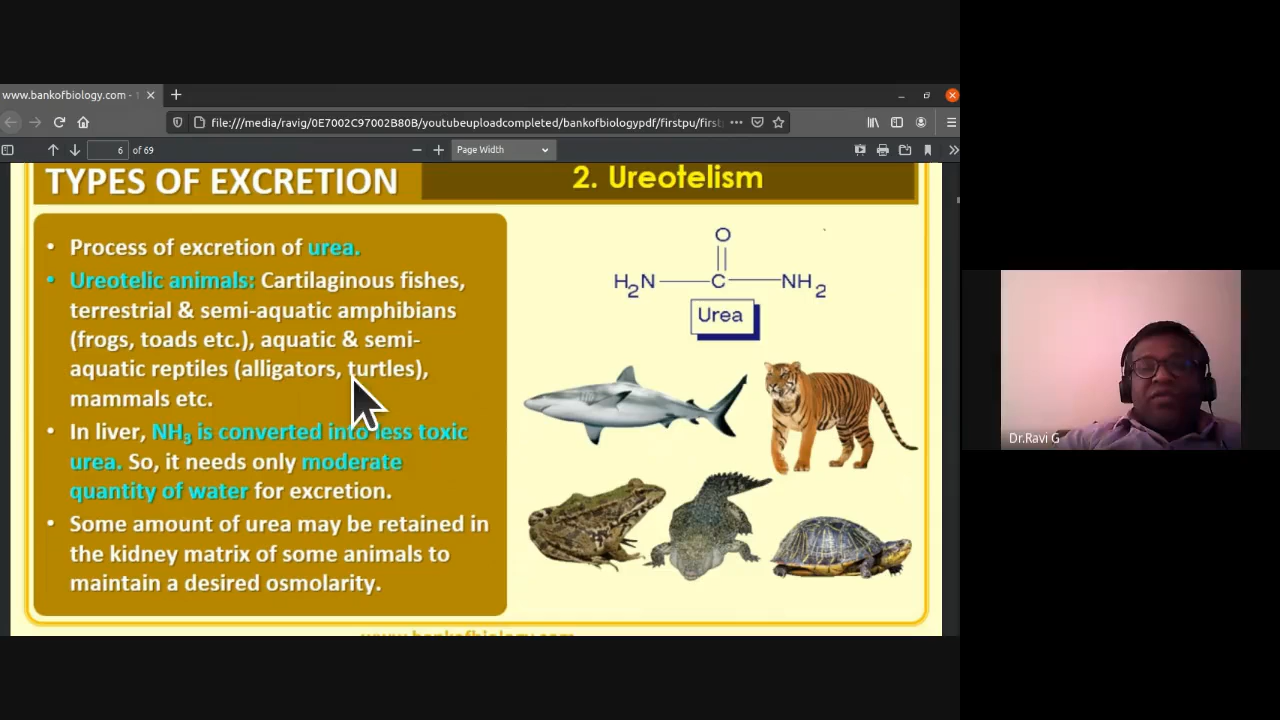 www.bankofbiology.com -
file:///media/ravig/0E7002C97002B80B/youtubeuploadcompleted/bankofbiologypdf/firstpu/first
6 of 69
Page Width
TYPES OF EXCRETION
2. Ureotelism
• Process of excretion of urea.
• Ureotelic animals: Cartilaginous fishes,
terrestrial & semi-aquatic amphibians
(frogs, toads etc.), aquatic & semi-
aquatic reptiles (alligators, turtles),
mammals etc.
• In liver, NH3 is converted into less toxic
urea. So, it needs only moderate
quantity of water for excretion.
• Some amount of urea may be retained in
the kidney matrix of some animals to
maintain a desired osmolarity.
O
H2N C NH2
Urea
www.bankofbiology.com
Dr.Ravi G